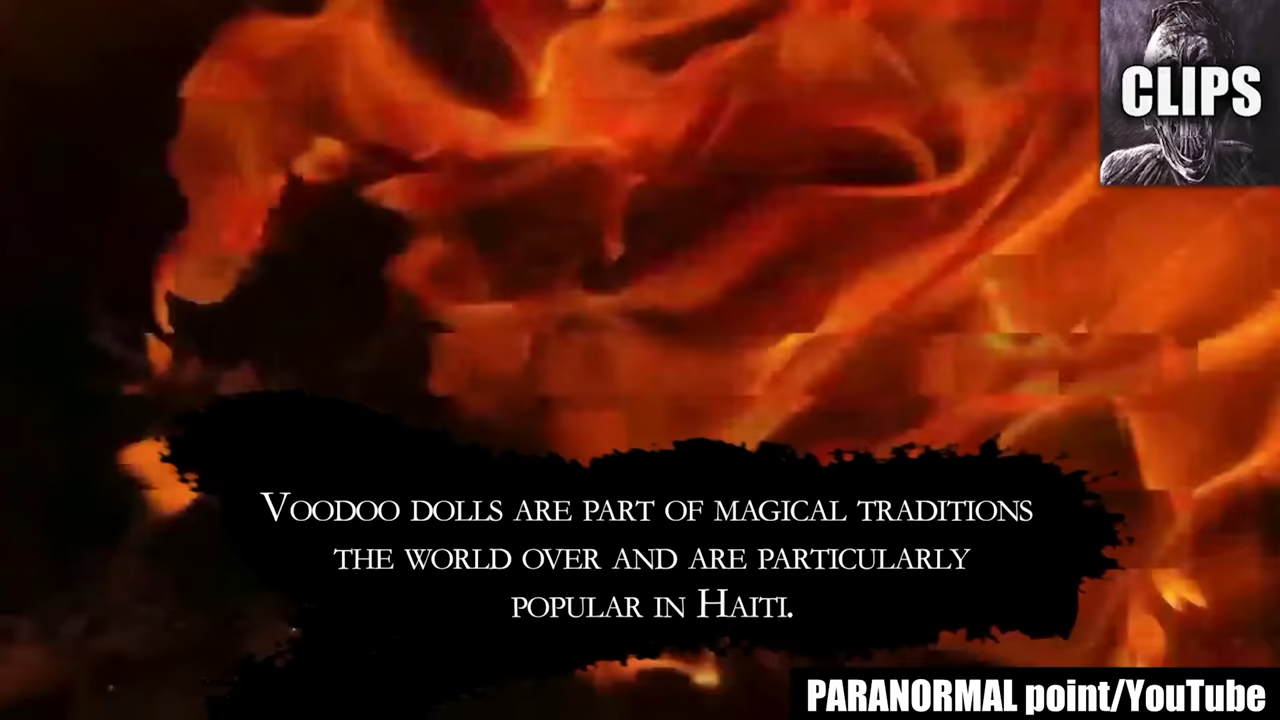 CLIPS
Voodoo dolls are part of magical traditions
the world over and are particularly
popular in Haiti.
PARANORMAL point/YouTube